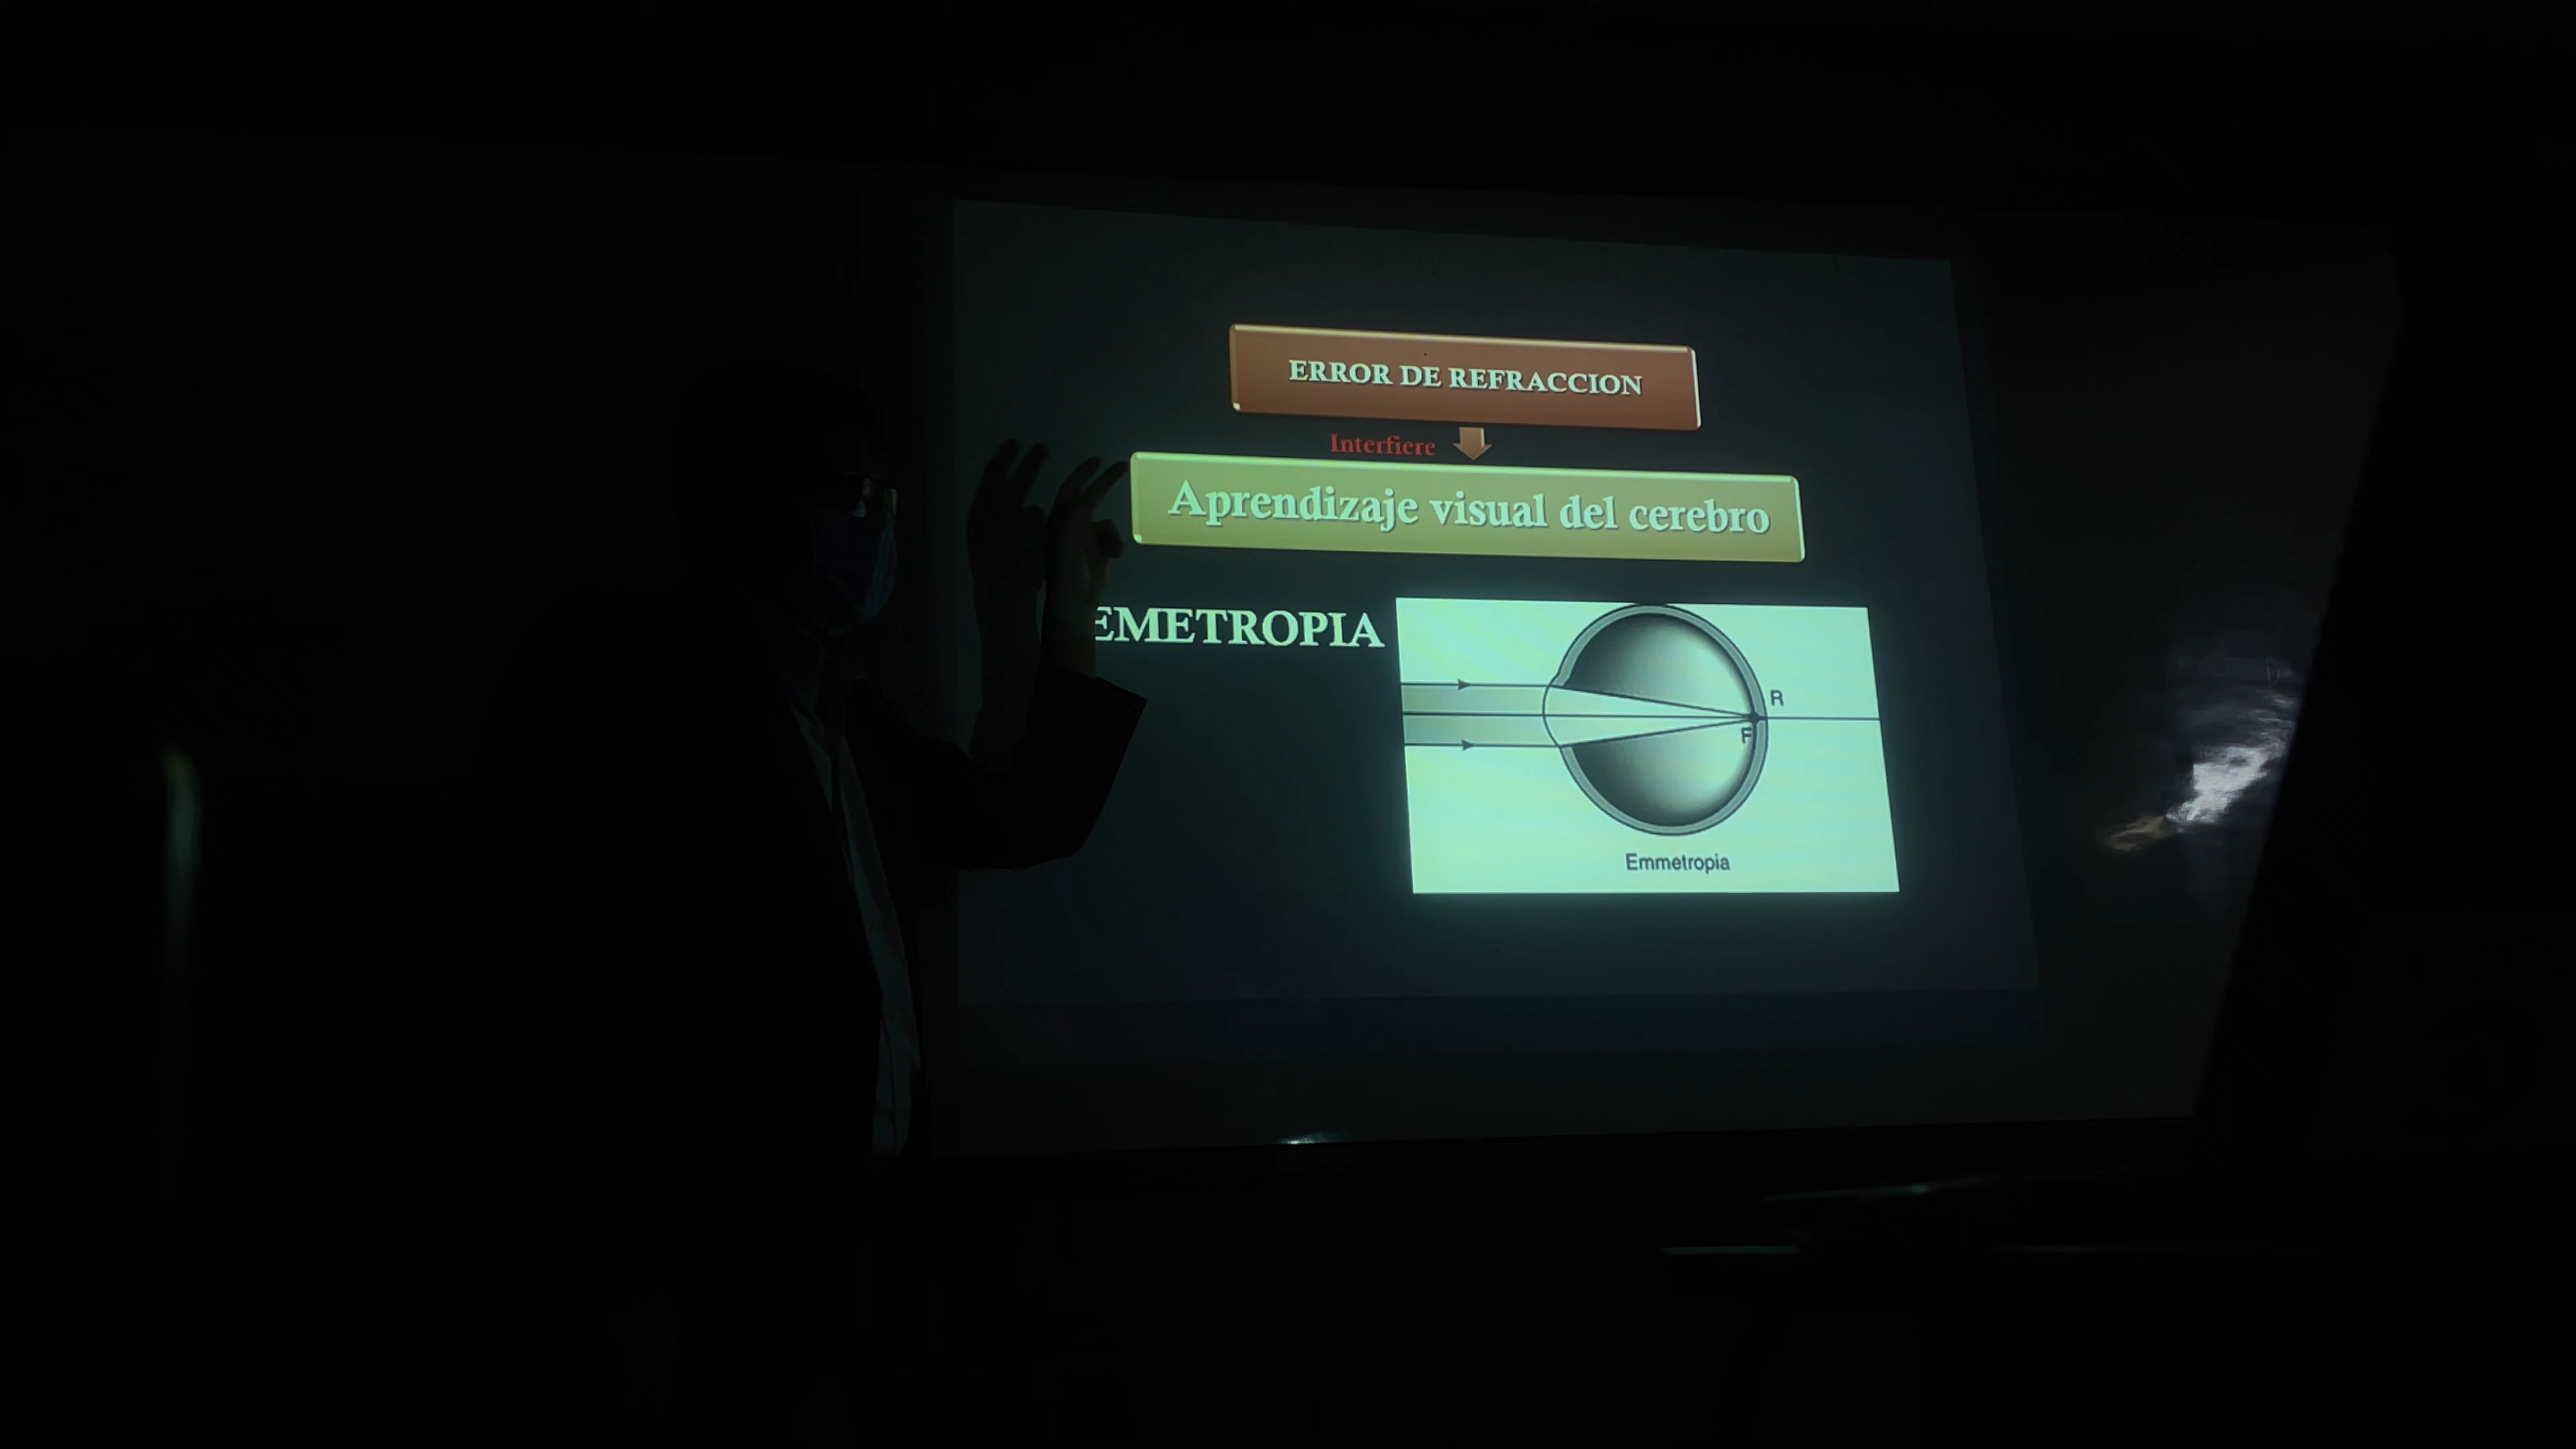 ERROR DE REFRACCION
Interfiere
Aprendizaje visual del cerebro
EMETROPIA
R
F
Emmetropia